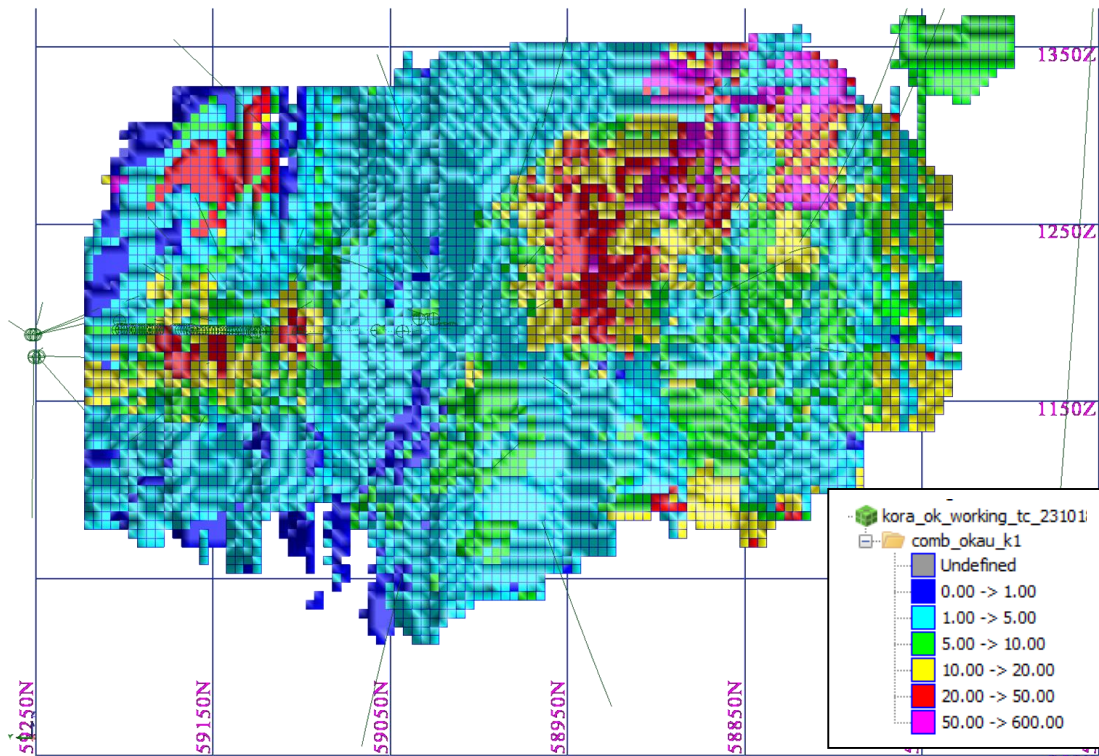 1350Z
1250Z
1150Z
59250N
59150N
59050N
58950N
58850N
kora_ok_working_tc_231018
comb_okau_k1
Undefined
0.00 -> 1.00
1.00 -> 5.00
5.00 -> 10.00
10.00 -> 20.00
20.00 -> 50.00
50.00 -> 600.00